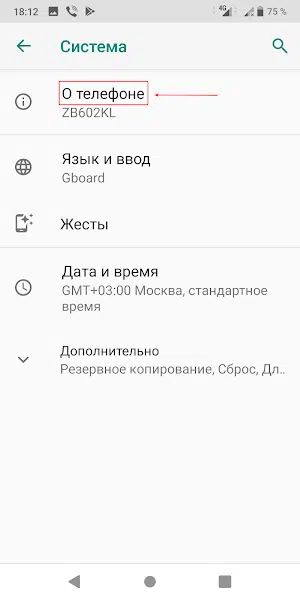 18:12 4G 75 %
Система
О телефоне
ZB602KL
Язык и ввод
Gboard
Жесты
Дата и время
GMT+03:00 Москва, стандартное
время
Дополнительно
Резервное копирование, Сброс, Дл..